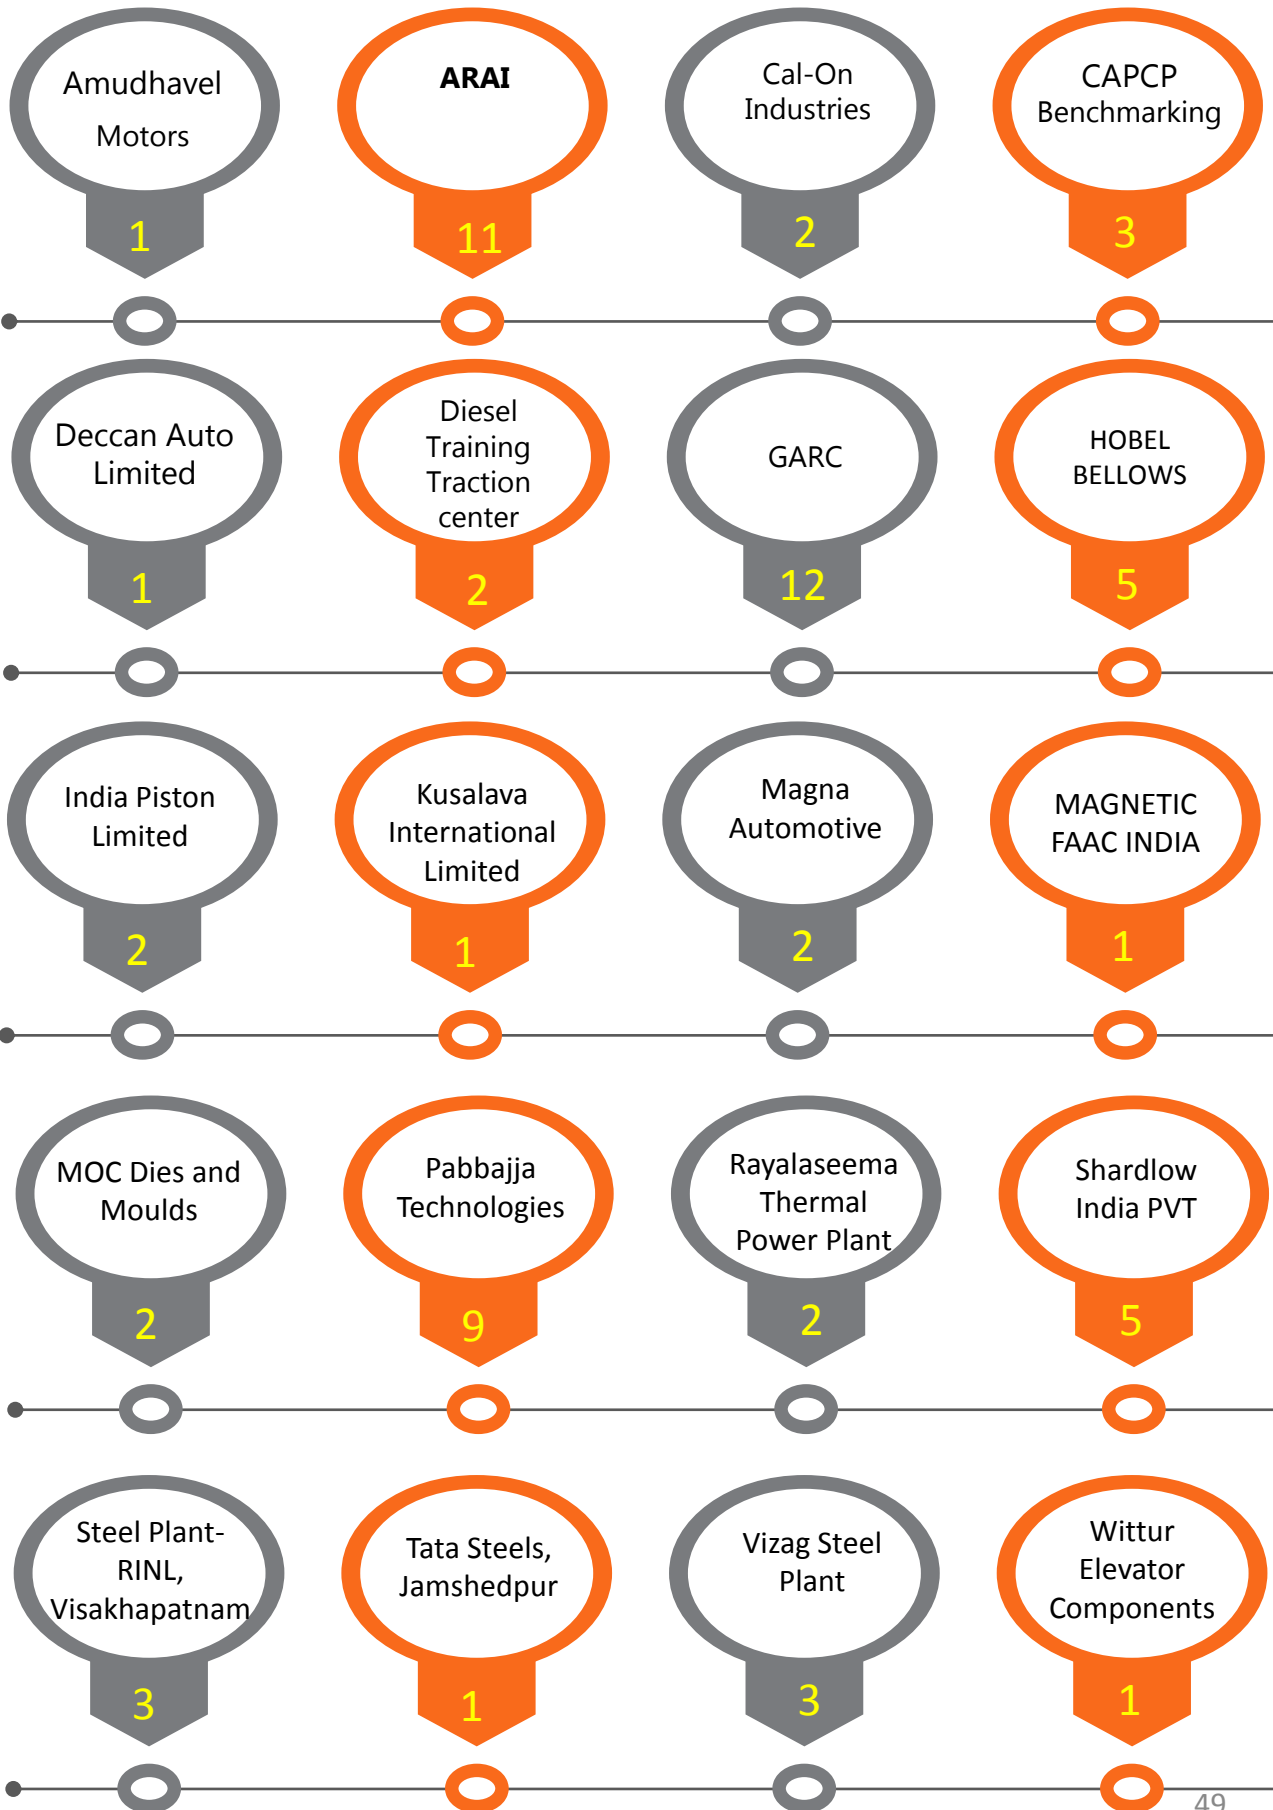 Amudhavel
Motors
1
ARAI
11
Cal-On
Industries
2
CAPCP
Benchmarking
3
Deccan Auto
Limited
1
Diesel
Training
Traction
center
2
GARC
12
HOBEL
BELLOWS
5
India Piston
Limited
2
Kusalava
International
Limited
1
Magna
Automotive
2
MAGNETIC
FAAC INDIA
1
MOC Dies and
Moulds
2
Pabbajja
Technologies
9
Rayalaseema
Thermal
Power Plant
2
Shardlow
India PVT
5
Steel Plant-
RINL,
Visakhapatnam
3
Tata Steels,
Jamshedpur
1
Vizag Steel
Plant
3
Wittur
Elevator
Components
1
49